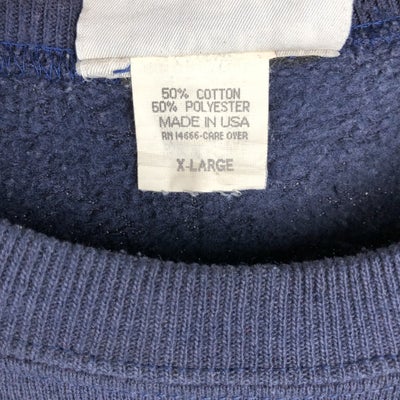 50% COTTON
50% POLYESTER
MADE IN USA
RN 14666-CARE OVER
X-LARGE